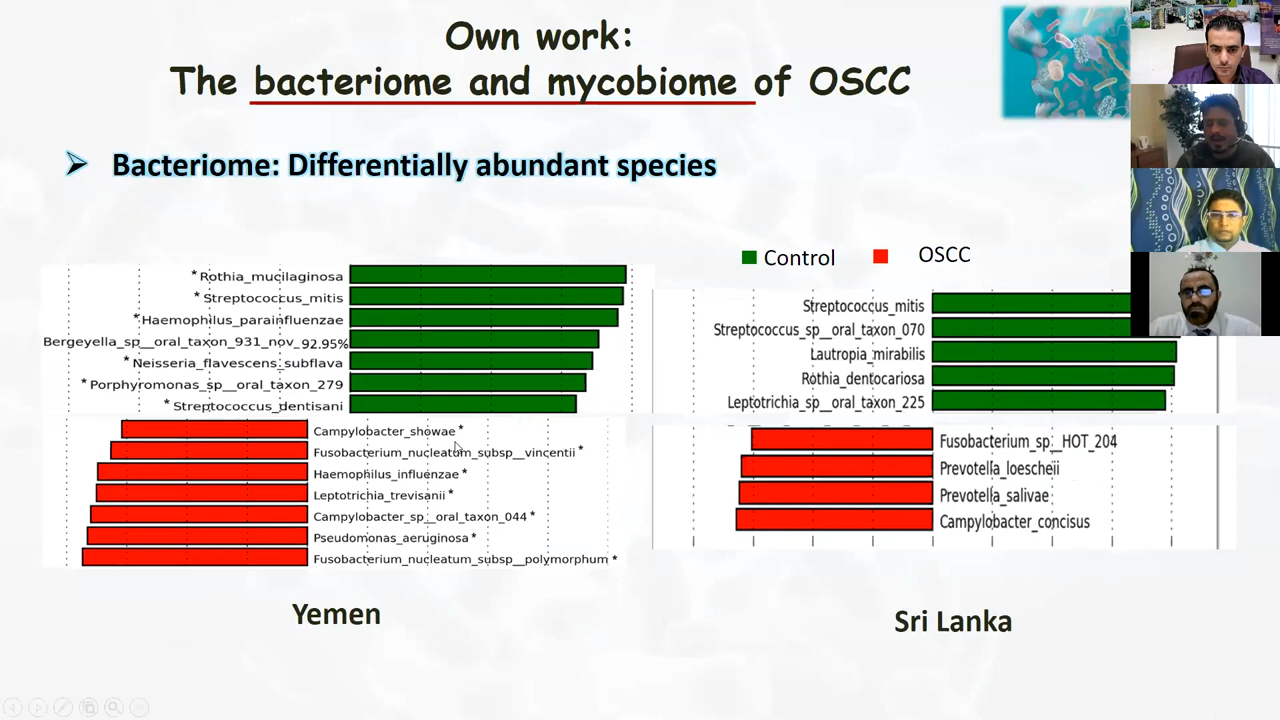 Own work:
The bacteriome and mycobiome of OSCC
Bacteriome: Differentially abundant species
Control
OSCC
*Rothia_mucilaginosa
*Streptococcus_mitis
*Haemophilus_parainfluenzae
Bergeyella_sp__oral_taxon_931_nov_92.95%
*Neisseria_flavescens_subflava
*Porphyromonas_sp__oral_taxon_279
*Streptococcus_dentisani
Campylobacter_showae*
Fusobacterium_nucleatum_subsp__vincentii*
Haemophilus_influenzae*
Leptotrichia_trevisanii*
Campylobacter_sp__oral_taxon_044*
Pseudomonas_aeruginosa*
Fusobacterium_nucleatum_subsp__polymorphum*
Yemen
Streptococcus_mitis
Streptococcus_sp__oral_taxon_070
Lautropia_mirabilis
Rothia_dentocariosa
Leptotrichia_sp__oral_taxon_225
Fusobacterium_sp__HOT_204
Prevotella_loescheii
Prevotella_salivae
Campylobacter_concisus
Sri Lanka